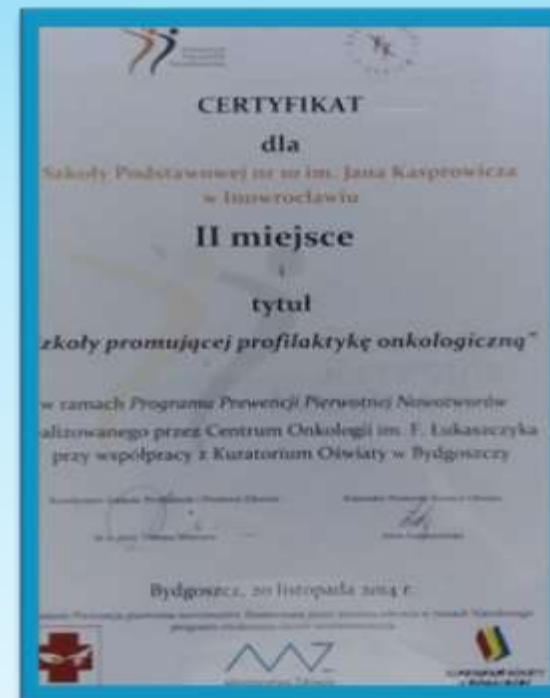 CERTYFIKAT
dla
Szkoły Podstawowej nr 10 im. Jana Kasprowicza
w Inowrocławiu
II miejsce
i
tytuł
zkoły promującej profilaktykę onkologiczną"
w ramach Programu Prewencji Pierwotnej Nowotworów
alizowanego przez Centrum Onkologii im. F. Łukaszczyka
przy współpracy z Kuratorium Oświaty w Bydgoszczy
Bydgoszcz, 20 listopada 2014 r.